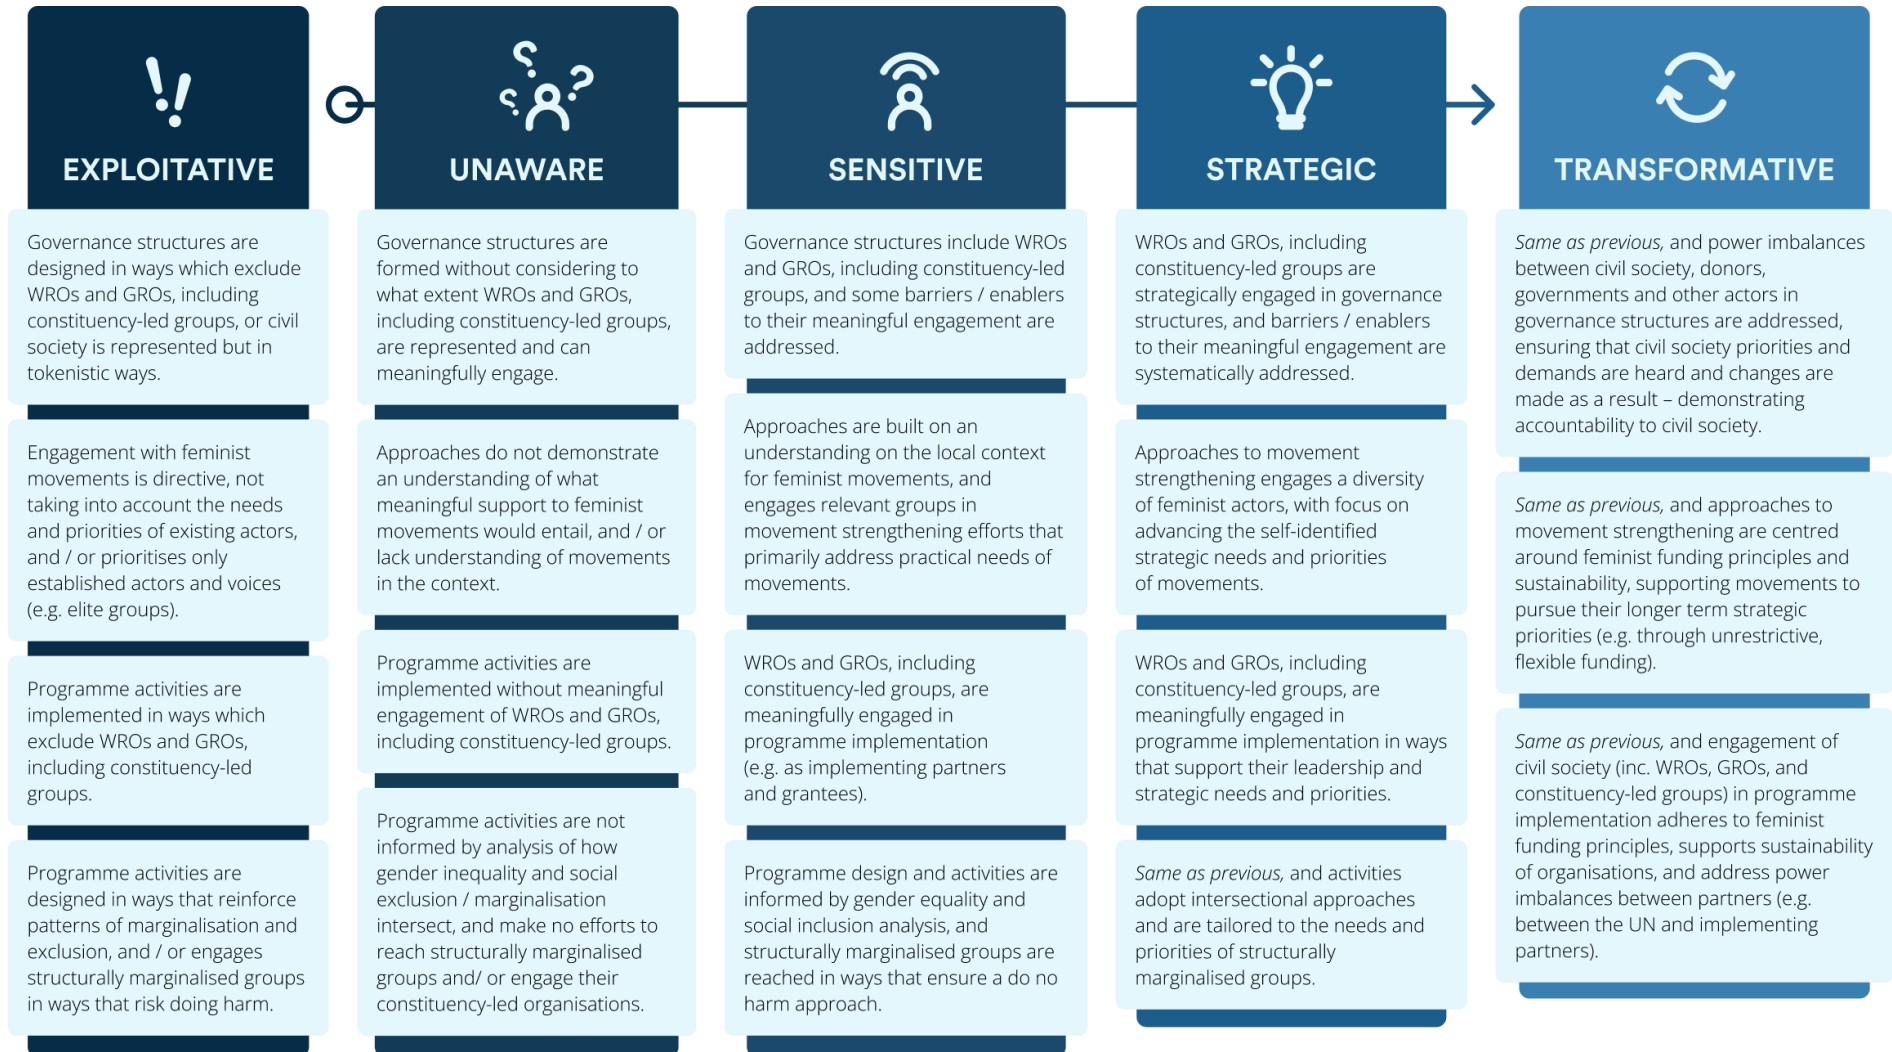 EXPLOITATIVE
Governance structures are
designed in ways which exclude
WROs and GROs, including
constituency-led groups, or civil
society is represented but in
tokenistic ways.
Engagement with feminist
movements is directive, not
taking into account the needs
and priorities of existing actors,
and / or prioritises only
established actors and voices
(e.g. elite groups).
Programme activities are
implemented in ways which
exclude WROs and GROs,
including constituency-led
groups.
Programme activities are
designed in ways that reinforce
patterns of marginalisation and
exclusion, and / or engages
structurally marginalised groups
in ways that risk doing harm.
UNAWARE
Governance structures are
formed without considering to
what extent WROs and GROs,
including constituency-led groups,
are represented and can
meaningfully engage.
Approaches do not demonstrate
an understanding of what
meaningful support to feminist
movements would entail, and / or
lack understanding of movements
in the context.
Programme activities are
implemented without meaningful
engagement of WROs and GROs,
including constituency-led groups.
Programme activities are not
informed by analysis of how
gender inequality and social
exclusion / marginalisation
intersect, and make no efforts to
reach structurally marginalised
groups and/ or engage their
constituency-led organisations.
SENSITIVE
Governance structures include WROs
and GROs, including constituency-led
groups, and some barriers / enablers
to their meaningful engagement are
addressed.
Approaches are built on an
understanding on the local context
for feminist movements, and
engages relevant groups in
movement strengthening efforts that
primarily address practical needs of
movements.
WROs and GROs, including
constituency-led groups, are
meaningfully engaged in
programme implementation
(e.g. as implementing partners
and grantees).
Programme design and activities are
informed by gender equality and
social inclusion analysis, and
structurally marginalised groups are
reached in ways that ensure a do no
harm approach.
STRATEGIC
WROs and GROs, including
constituency-led groups are
strategically engaged in governance
structures, and barriers / enablers
to their meaningful engagement are
systematically addressed.
Approaches to movement
strengthening engages a diversity
of feminist actors, with focus on
advancing the self-identified
strategic needs and priorities
of movements.
WROs and GROs, including
constituency-led groups, are
meaningfully engaged in
programme implementation in ways
that support their leadership and
strategic needs and priorities.
Same as previous, and activities
adopt intersectional approaches
and are tailored to the needs and
priorities of structurally
marginalised groups.
TRANSFORMATIVE
Same as previous, and power imbalances
between civil society, donors,
governments and other actors in
governance structures are addressed,
ensuring that civil society priorities and
demands are heard and changes are
made as a result – demonstrating
accountability to civil society.
Same as previous, and approaches to
movement strengthening are centred
around feminist funding principles and
sustainability, supporting movements to
pursue their longer term strategic
priorities (e.g. through unrestrictive,
flexible funding).
Same as previous, and engagement of
civil society (inc. WROs, GROs, and
constituency-led groups) in programme
implementation adheres to feminist
funding principles, supports sustainability
of organisations, and address power
imbalances between partners (e.g.
between the UN and implementing
partners).